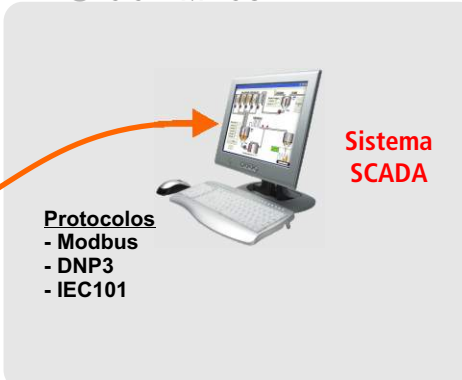 Sistema
SCADA
Protocolos
- Modbus
- DNP3
- IEC101